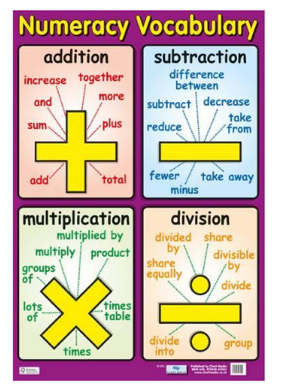 Numeracy Vocabulary
addition
increase
together
and
more
sum
plus
add
total
subtraction
difference
between
subtract
decrease
reduce
take
from
fewer
take away
minus
multiplication
multiplied by
multiply
product
groups
of
lots
of
times
table
times
division
divided
by
share
share
equally
divisible
by
divide
divide
into
group